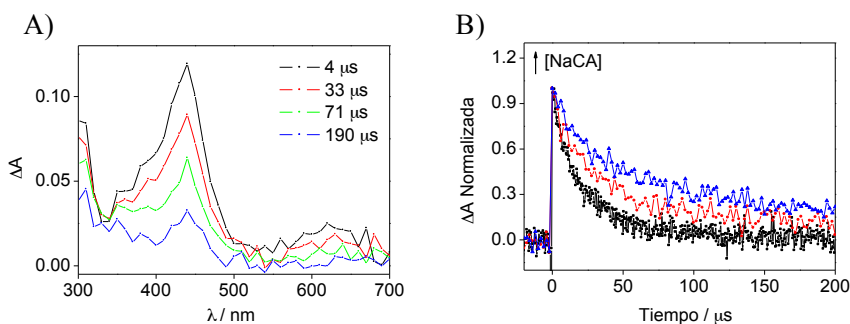 A)
ΔA
0.10
0.05
0.00
4 µs
33 µs
71 µs
190 µs
300 400 500 600 700
λ / nm
B)
ΔA Normalizada
1.2
0.9
0.6
0.3
0.0
[NaCA]
0 50 100 150 200
Tiempo / µs